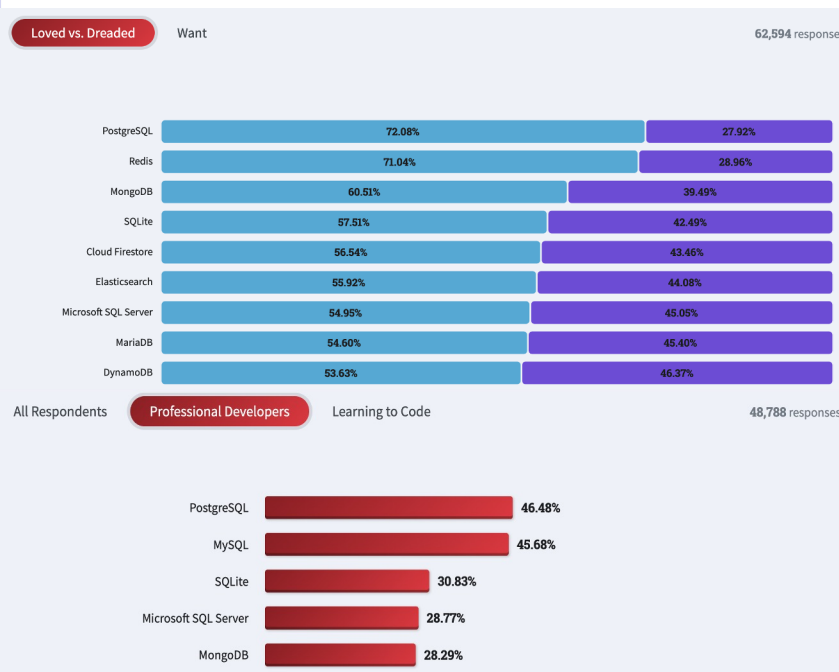 Loved vs. Dreaded Want 62,594 response
PostgreSQL 72.08% 27.92%
Redis 71.04% 28.96%
MongoDB 60.51% 39.49%
SQLite 57.51% 42.49%
Cloud Firestore 56.54% 43.46%
Elasticsearch 55.92% 44.08%
Microsoft SQL Server 54.95% 45.05%
MariaDB 54.60% 45.40%
DynamoDB 53.63% 46.37%
All Respondents Professional Developers Learning to Code 48,788 responses
PostgreSQL 46.48%
MySQL 45.68%
SQLite 30.83%
Microsoft SQL Server 28.77%
MongoDB 28.29%